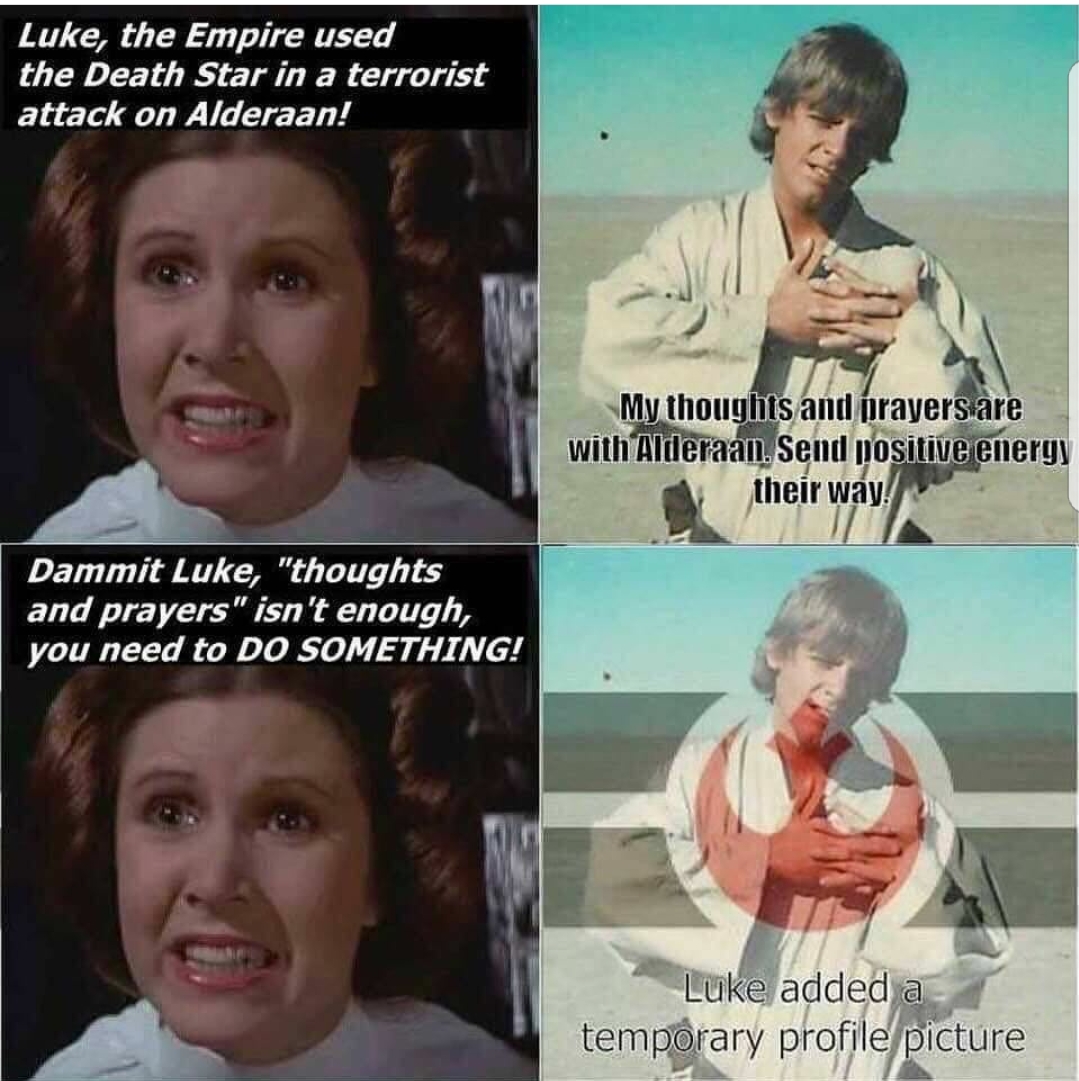 Luke, the Empire used
the Death Star in a terrorist
attack on Alderaan!
My thoughts and prayers are
with Alderaan. Send positive energy
their way.
Dammit Luke, "thoughts
and prayers" isn't enough,
you need to DO SOMETHING!
Luke added a
temporary profile picture